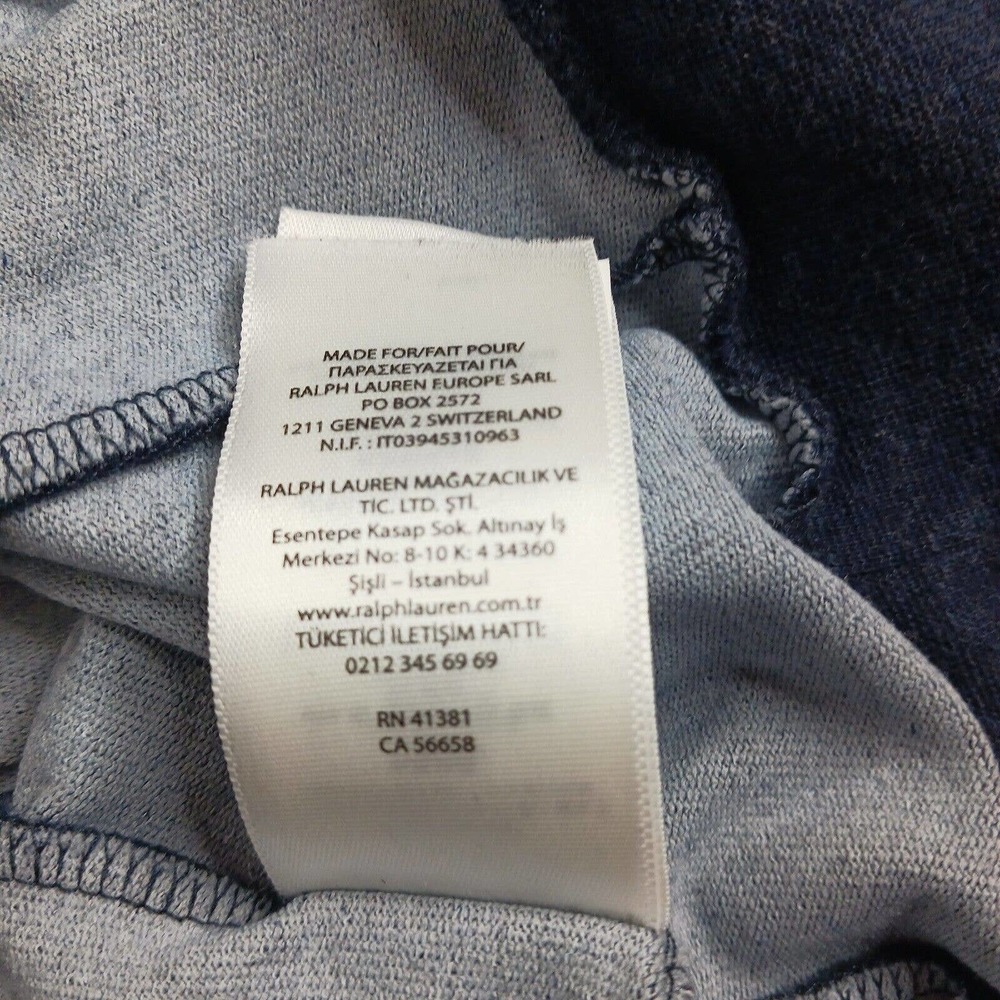 MADE FOR/FAIT POUR/
ΠΑΡΑΣΚΕΥΑΖΕΤΑΙ ΓΙΑ
RALPH LAUREN EUROPE SARL
PO BOX 2572
1211 GENEVA 2 SWITZERLAND
N.I.F. : IT03945310963
RALPH LAUREN MAĞAZACILIK VE
TİC. LTD. ŞTİ.
Esentepe Kasap Sok. Altınay İş
Merkezi No: 8-10 K: 4 34360
Şişli – İstanbul
www.ralphlauren.com.tr
TÜKETİCİ İLETİŞİM HATTI:
0212 345 69 69
RN 41381
CA 56658